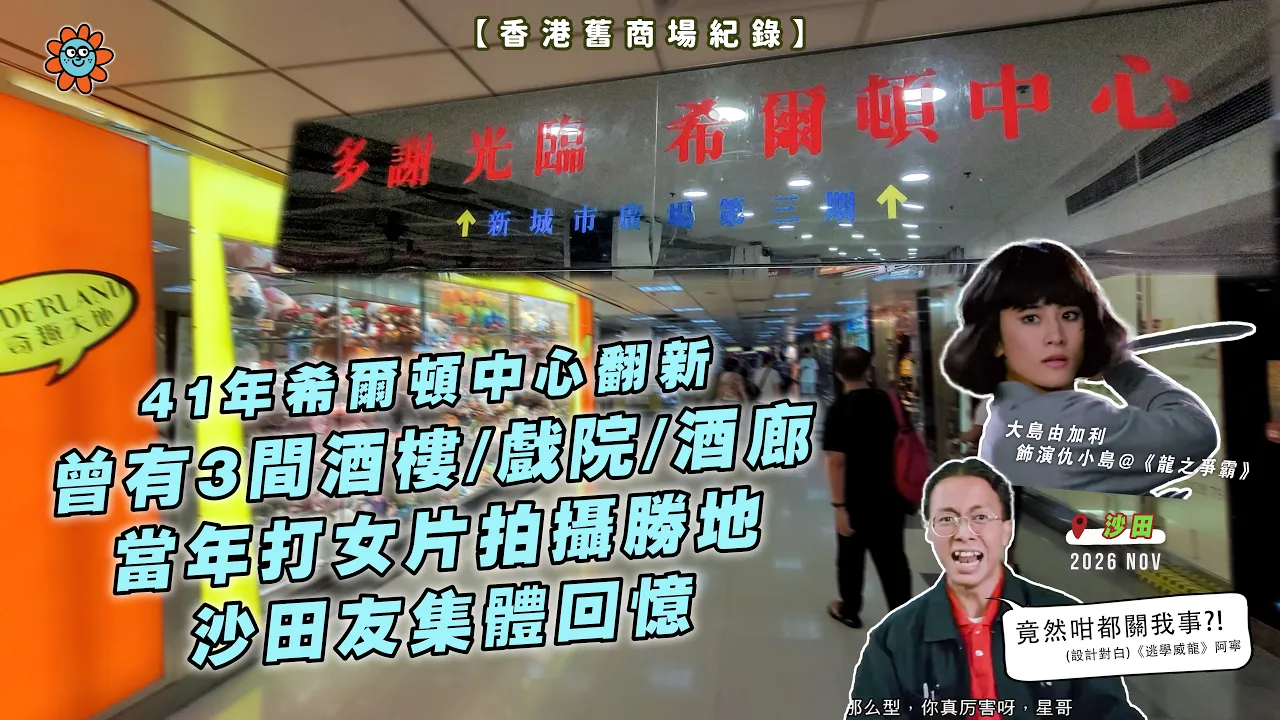 【香港舊商場紀錄】
多謝光臨 希爾頓中心
新城市廣場第三期
DERLAND
奇趣天地
41年希爾頓中心翻新
曾有3間酒樓/戲院/酒廊
當年打女片拍攝勝地
沙田友集體回憶
大島由加利
飾演仇小島@《龍之爭霸》
沙田
2026 NOV
竟然咁都關我事?!
(設計對白)《逃學威龍》阿寧
那么型，你真厉害呀，星哥